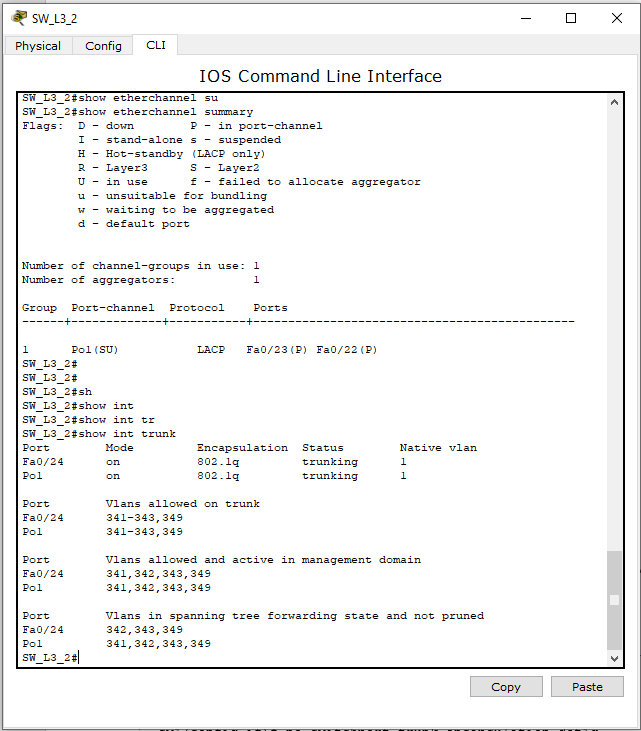 SW_L3_2
Physical Config CLI
IOS Command Line Interface
SW_L3_2#show etherchannel su
SW_L3_2#show etherchannel summary
Flags:  D - down        P - in port-channel
        I - stand-alone s - suspended
        H - Hot-standby (LACP only)
        R - Layer3      S - Layer2
        U - in use      f - failed to allocate aggregator
        u - unsuitable for bundling
        w - waiting to be aggregated
        d - default port
Number of channel-groups in use: 1
Number of aggregators:           1
Group  Port-channel  Protocol    Ports
------+-------------+-----------+----------------------------------------------
1      Po1(SU)           LACP   Fa0/23(P) Fa0/22(P)
SW_L3_2#
SW_L3_2#
SW_L3_2#sh
SW_L3_2#show int
SW_L3_2#show int tr
SW_L3_2#show int trunk
Port        Mode         Encapsulation  Status        Native vlan
Fa0/24      on           802.1q         trunking      1
Po1         on           802.1q         trunking      1
Port        Vlans allowed on trunk
Fa0/24      341-343,349
Po1         341-343,349
Port        Vlans allowed and active in management domain
Fa0/24      341,342,343,349
Po1         341,342,343,349
Port        Vlans in spanning tree forwarding state and not pruned
Fa0/24      342,343,349
Po1         341,342,343,349
SW_L3_2#
Copy Paste